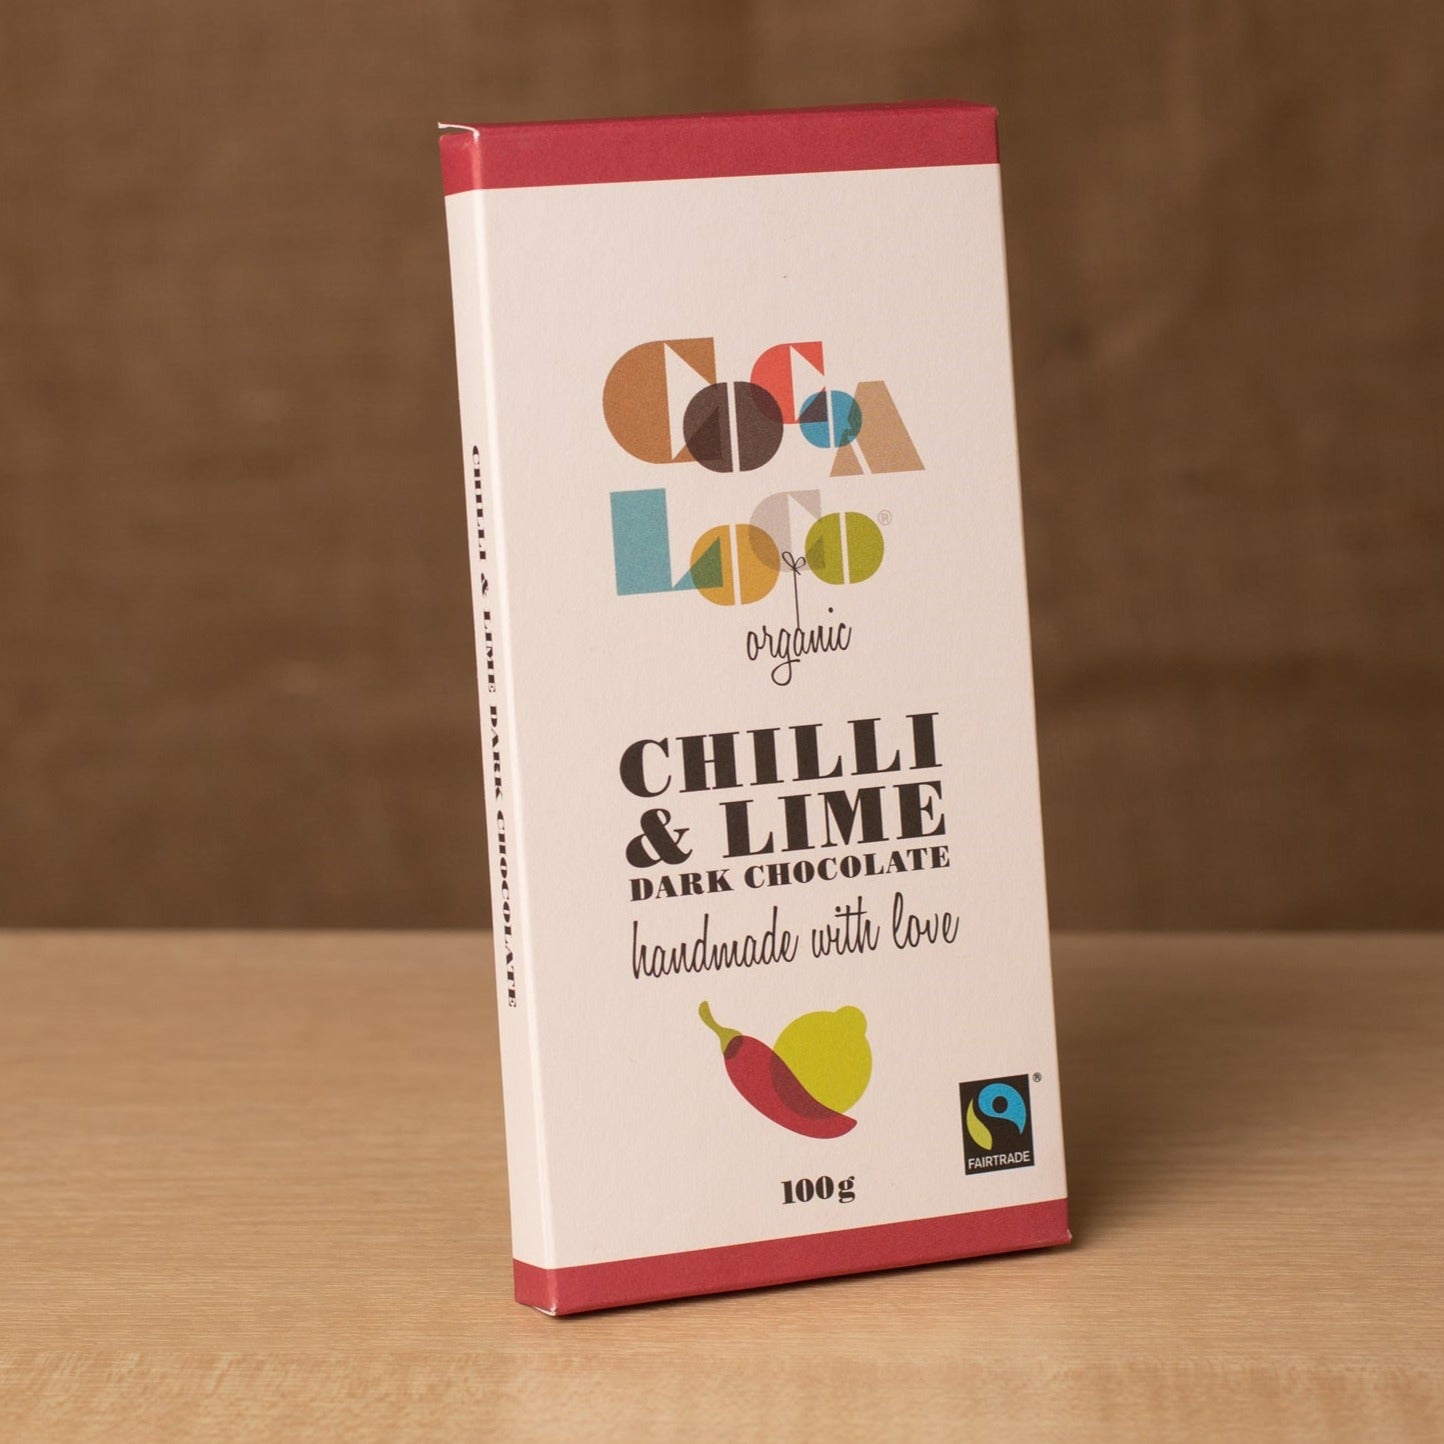 COCOA
LOCO®
organic
CHILLI
& LIME
DARK CHOCOLATE
handmade with love
100g
FAIRTRADE
®
CHILLI & LIME DARK CHOCOLATE